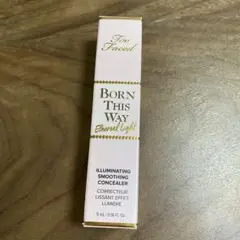 Too Faced
BORN
THIS
WAY
Ethereal Light
ILLUMINATING
SMOOTHING
CONCEALER
CORRECTEUR
LISSANT EFFET
LUMIÈRE